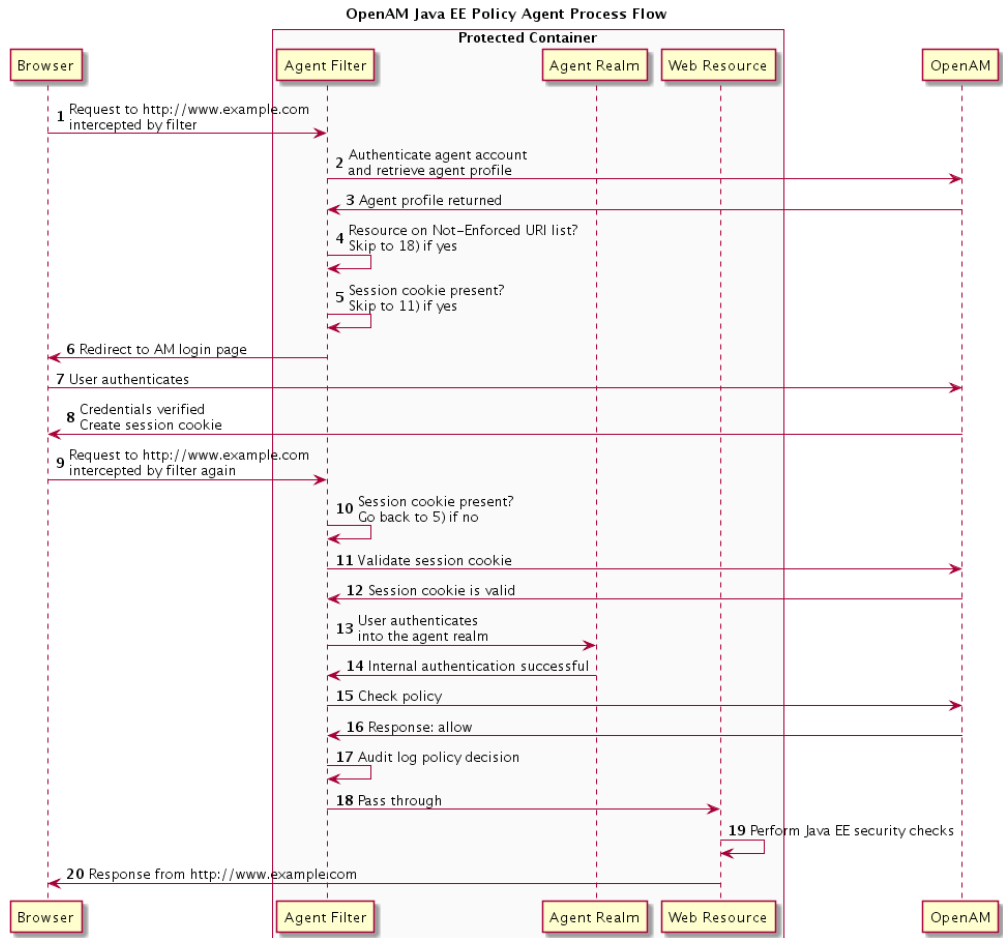 OpenAM Java EE Policy Agent Process Flow
Protected Container
Browser
Agent Filter
Agent Realm
Web Resource
OpenAM
1 Request to http://www.example.com
intercepted by filter
2 Authenticate agent account
and retrieve agent profile
3 Agent profile returned
4 Resource on Not-Enforced URI list?
Skip to 18) if yes
5 Session cookie present?
Skip to 11) if yes
6 Redirect to AM login page
7 User authenticates
8 Credentials verified
Create session cookie
9 Request to http://www.example.com
intercepted by filter again
10 Session cookie present?
Go back to 5) if no
11 Validate session cookie
12 Session cookie is valid
13 User authenticates
into the agent realm
14 Internal authentication successful
15 Check policy
16 Response: allow
17 Audit log policy decision
18 Pass through
19 Perform Java EE security checks
20 Response from http://www.example.com
Browser
Agent Filter
Agent Realm
Web Resource
OpenAM